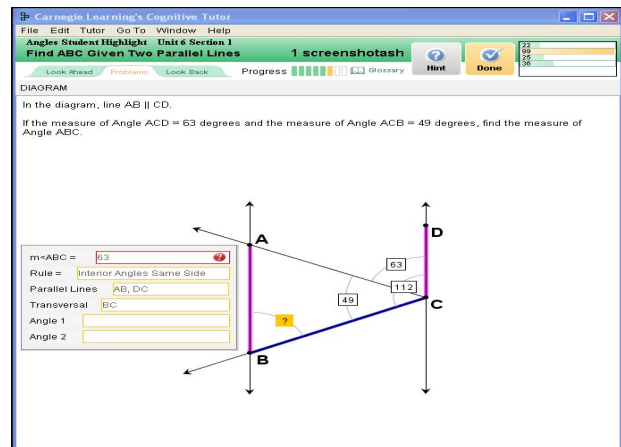 Carnegie Learning's Cognitive Tutor
File Edit Tutor Go To Window Help
Angles Student Highlight Unit 6 Section 1
Find ABC Given Two Parallel Lines
1 screenshotash
Hint
Done
22
99
25
36
Look Ahead
Problems
Look Back
Progress
Glossary
DIAGRAM
In the diagram, line AB || CD.
If the measure of Angle ACD = 63 degrees and the measure of Angle ACB = 49 degrees, find the measure of
Angle ABC.
A
D
m<ABC = 63 ?
63
Rule = Interior Angles Same Side
Parallel Lines AB, DC
112
49
Transversal BC
C
Angle 1
?
Angle 2
B